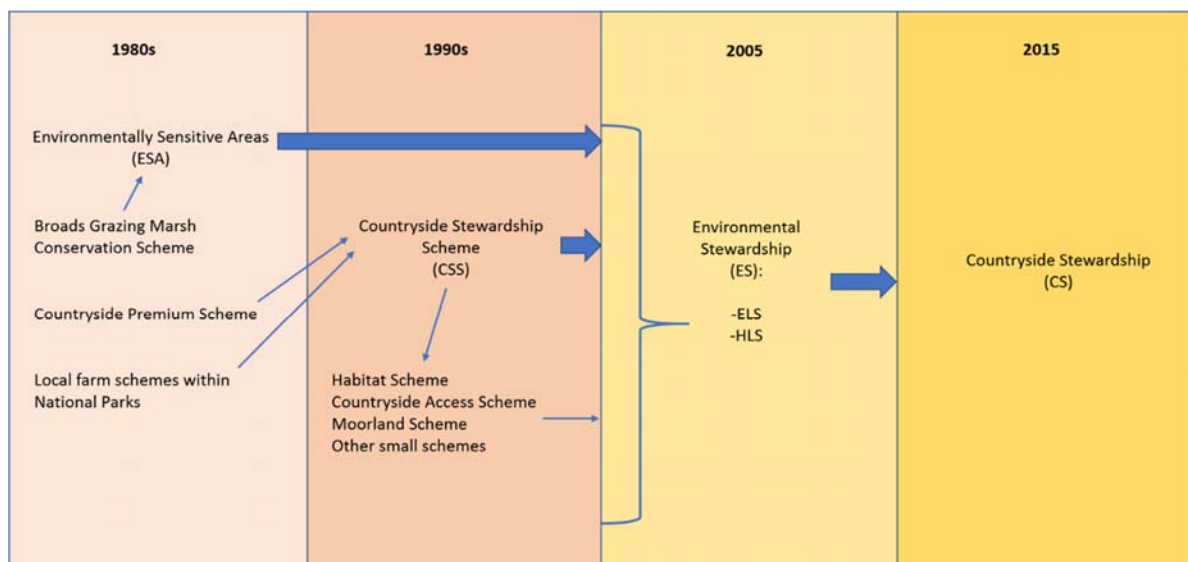 1980s
Environmentally Sensitive Areas
(ESA)
Broads Grazing Marsh
Conservation Scheme
Countryside Premium Scheme
Local farm schemes within
National Parks
1990s
Countryside Stewardship
Scheme
(CSS)
Habitat Scheme
Countryside Access Scheme
Moorland Scheme
Other small schemes
2005
Environmental
Stewardship
(ES):
-ELS
-HLS
2015
Countryside Stewardship
(CS)